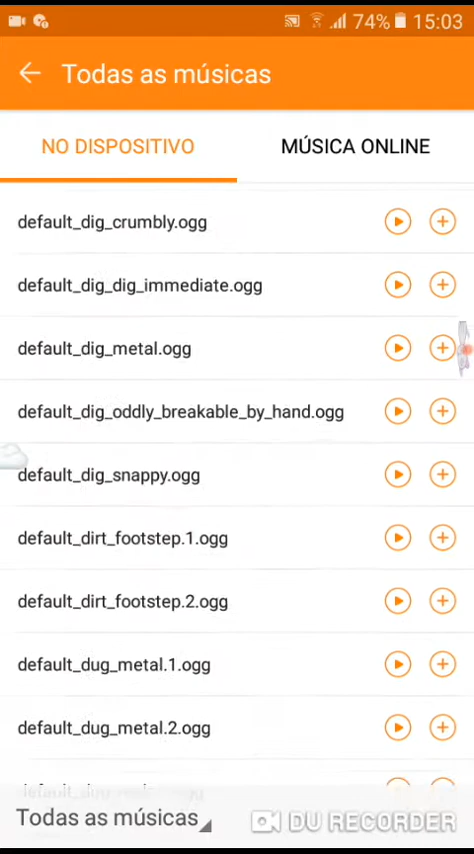 74% 15:03
Todas as músicas
NO DISPOSITIVO MÚSICA ONLINE
default_dig_crumbly.ogg
default_dig_dig_immediate.ogg
default_dig_metal.ogg
default_dig_oddly_breakable_by_hand.ogg
default_dig_snappy.ogg
default_dirt_footstep.1.ogg
default_dirt_footstep.2.ogg
default_dug_metal.1.ogg
default_dug_metal.2.ogg
Todas as músicas
DU RECORDER